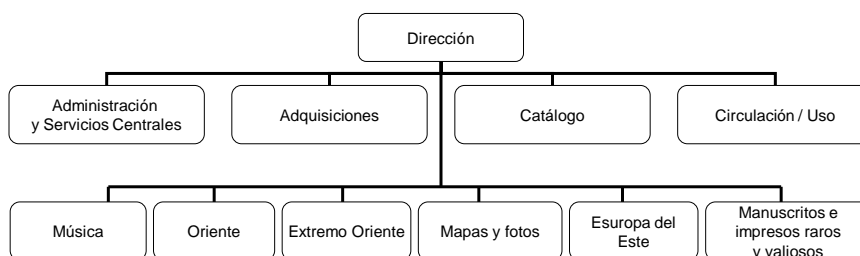 Dirección
Administración
y Servicios Centrales
Adquisiciones
Catálogo
Circulación / Uso
Música
Oriente
Extremo Oriente
Mapas y fotos
Esuropa del
Este
Manuscritos e
impresos raros
y valiosos